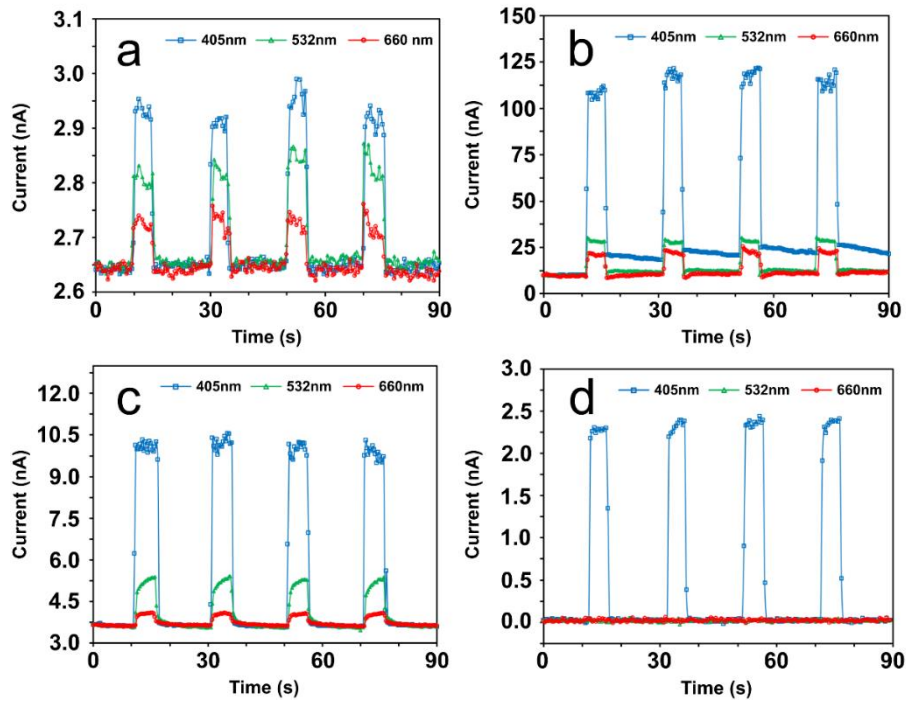 a
405nm 532nm 660 nm
3.1
3.0
2.9
2.8
2.7
2.6
Current (nA)
0 30 60 90
Time (s)
b
405nm 532nm 660nm
150
125
100
75
50
25
0
Current (nA)
0 30 60 90
Time (s)
c
405nm 532nm 660nm
12.0
10.5
9.0
7.5
6.0
4.5
3.0
Current (nA)
0 30 60 90
Time (s)
d
405nm 532nm 660nm
3.0
2.5
2.0
1.5
1.0
0.5
0.0
Current (nA)
0 30 60 90
Time (s)